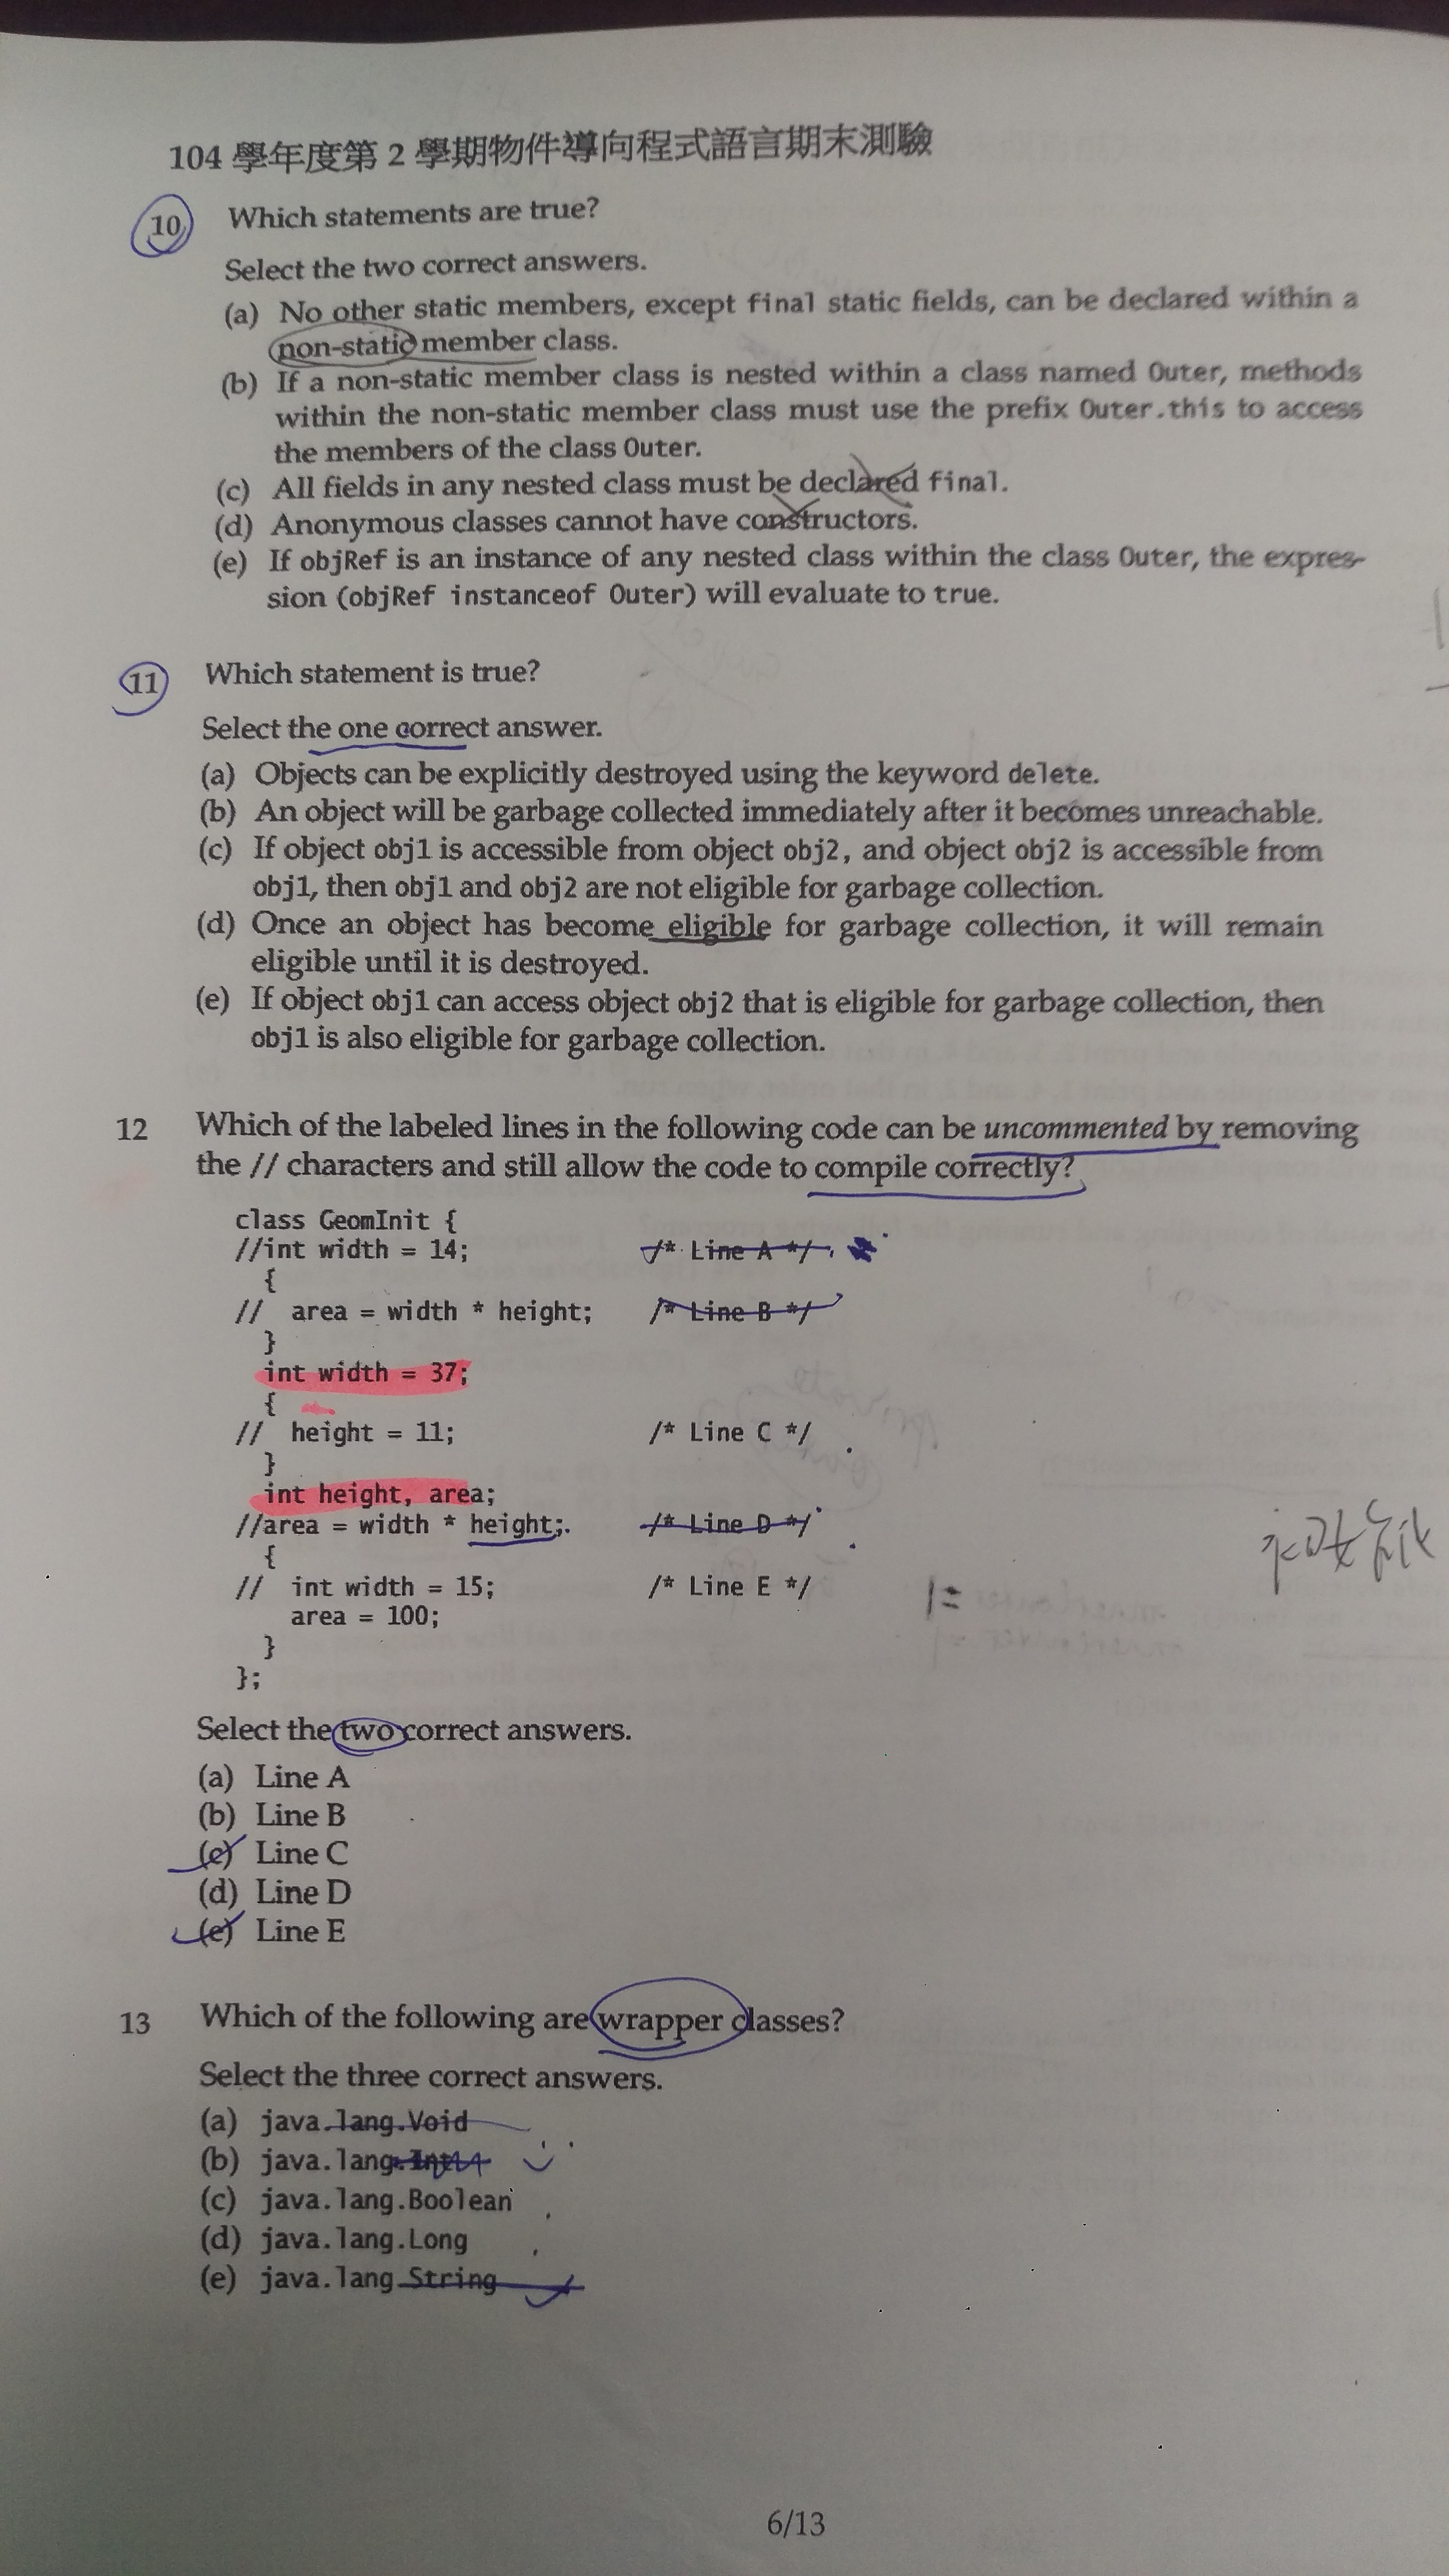 104 學年度第 2 學期物件導向程式語言期末測驗
10 Which statements are true?
Select the two correct answers.
(a) No other static members, except final static fields, can be declared within a
non-static member class.
(b) If a non-static member class is nested within a class named Outer, methods
within the non-static member class must use the prefix Outer.this to access
the members of the class Outer.
(c) All fields in any nested class must be declared final.
(d) Anonymous classes cannot have constructors.
(e) If objRef is an instance of any nested class within the class Outer, the expres-
sion (objRef instanceof Outer) will evaluate to true.
11 Which statement is true?
Select the one correct answer.
(a) Objects can be explicitly destroyed using the keyword delete.
(b) An object will be garbage collected immediately after it becomes unreachable.
(c) If object obj1 is accessible from object obj2, and object obj2 is accessible from
obj1, then obj1 and obj2 are not eligible for garbage collection.
(d) Once an object has become eligible for garbage collection, it will remain
eligible until it is destroyed.
(e) If object obj1 can access object obj2 that is eligible for garbage collection, then
obj1 is also eligible for garbage collection.
12 Which of the labeled lines in the following code can be uncommented by removing
the // characters and still allow the code to compile correctly?
class GeomInit {
//int width = 14; /* Line A */
{
// area = width * height; /* Line B */
}
int width = 37;
{
// height = 11; /* Line C */
}
int height, area;
//area = width * height; /* Line D */
{
// int width = 15; /* Line E */
area = 100;
}
};
Select the two correct answers.
(a) Line A
(b) Line B
(c) Line C
(d) Line D
(e) Line E
13 Which of the following are wrapper classes?
Select the three correct answers.
(a) java.lang.Void
(b) java.lang.Int
(c) java.lang.Boolean
(d) java.lang.Long
(e) java.lang.String
6/13